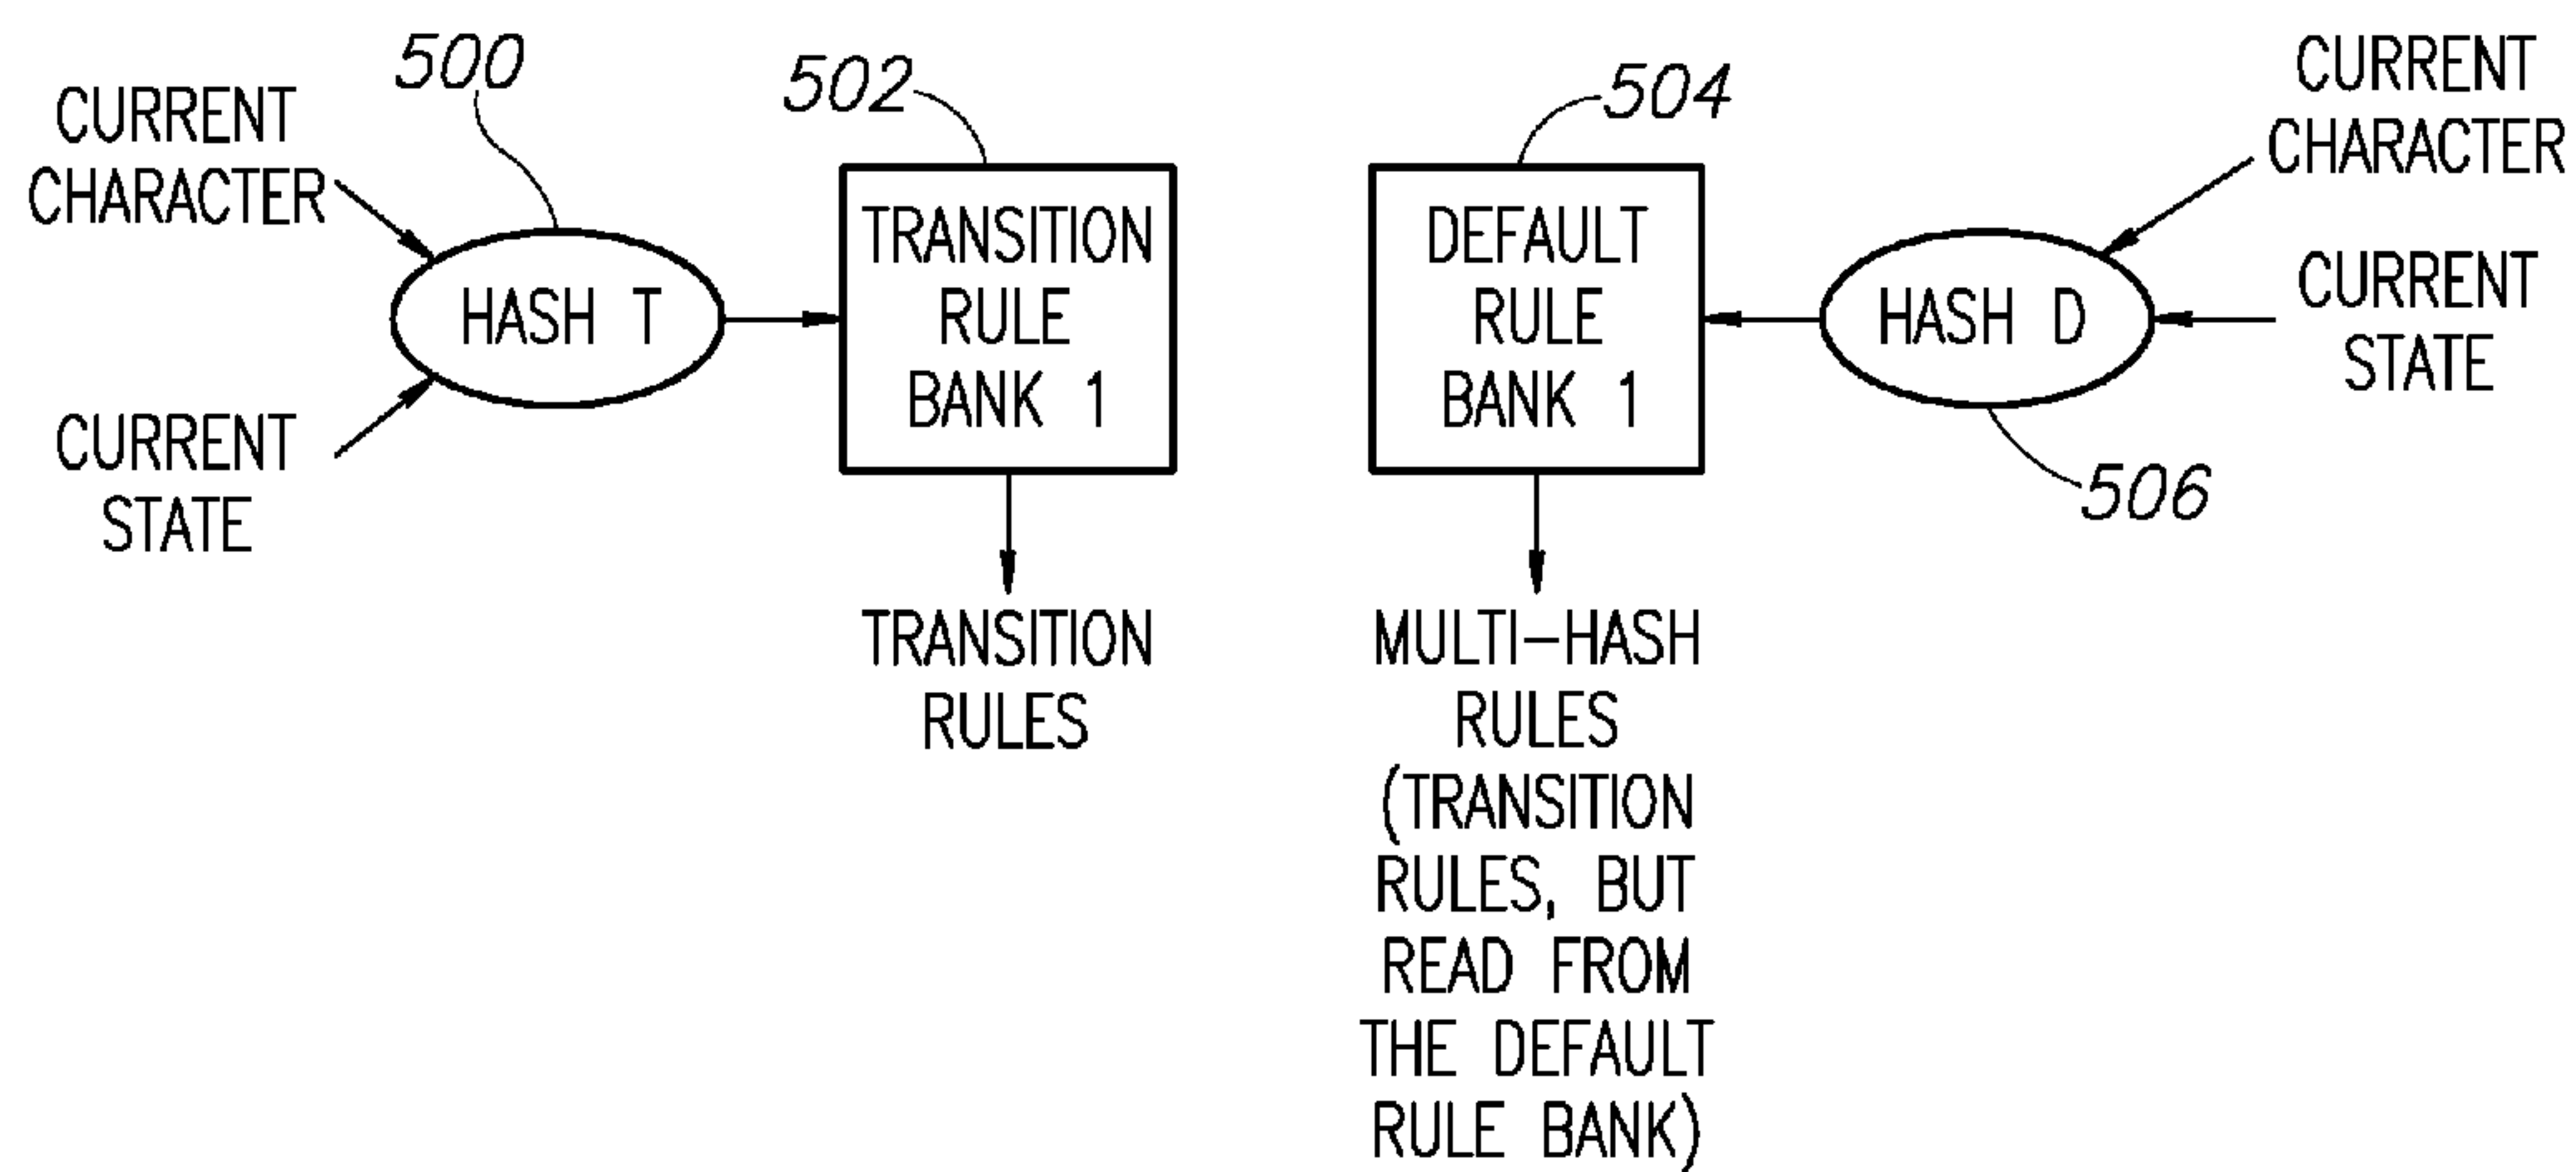 500
CURRENT
CHARACTER
HASH T
CURRENT
STATE
502
TRANSITION
RULE
BANK 1
TRANSITION
RULES
504
DEFAULT
RULE
BANK 1
MULTI-HASH
RULES
(TRANSITION
RULES, BUT
READ FROM
THE DEFAULT
RULE BANK)
CURRENT
CHARACTER
HASH D
CURRENT
STATE
506